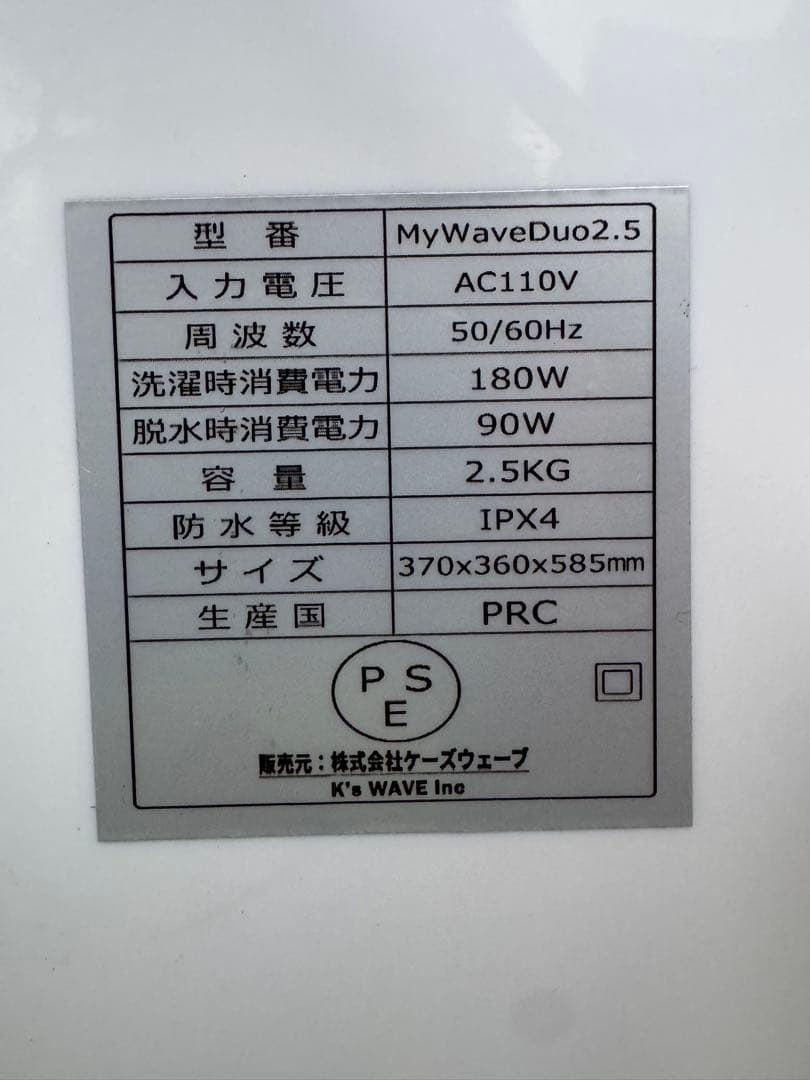 型 番 MyWaveDuo2.5
入力電圧 AC110V
周波数 50/60Hz
洗濯時消費電力 180W
脱水時消費電力 90W
容 量 2.5KG
防水等級 IPX4
サイズ 370x360x585mm
生産国 PRC
P S
E
販売元：株式会社ケーズウェーブ
K's WAVE Inc